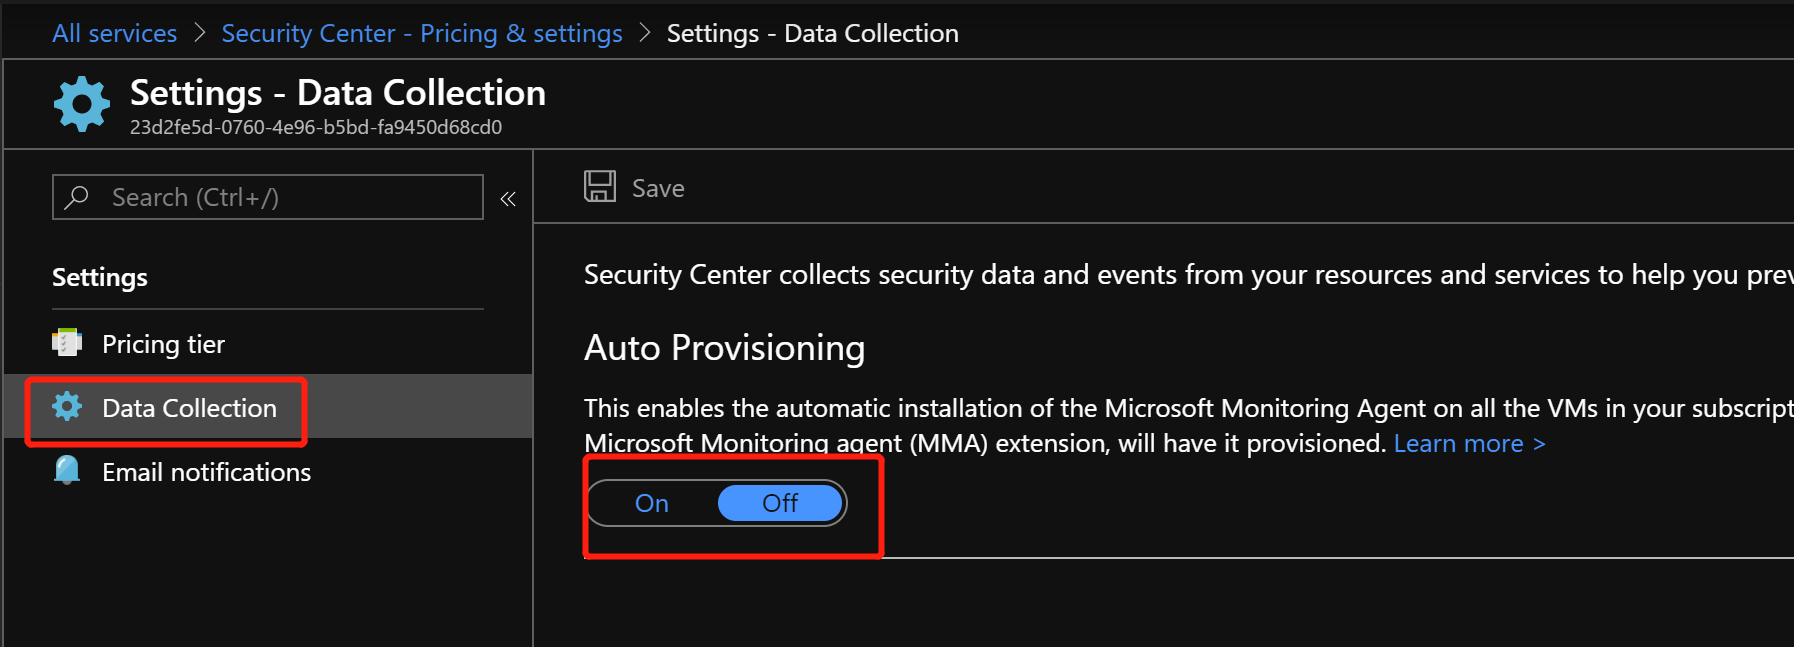 All services > Security Center - Pricing & settings > Settings - Data Collection
Settings - Data Collection
23d2fe5d-0760-4e96-b5bd-fa9450d68cd0
Search (Ctrl+/)
«
Save
Settings
Pricing tier
Data Collection
Email notifications
Security Center collects security data and events from your resources and services to help you prev
Auto Provisioning
This enables the automatic installation of the Microsoft Monitoring Agent on all the VMs in your subscript
Microsoft Monitoring agent (MMA) extension, will have it provisioned. Learn more >
On Off